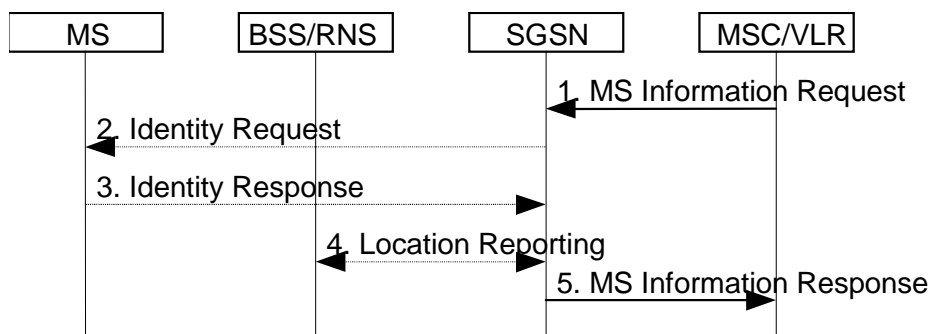 MS BSS/RNS SGSN MSC/VLR
1. MS Information Request
2. Identity Request
3. Identity Response
4. Location Reporting
5. MS Information Response